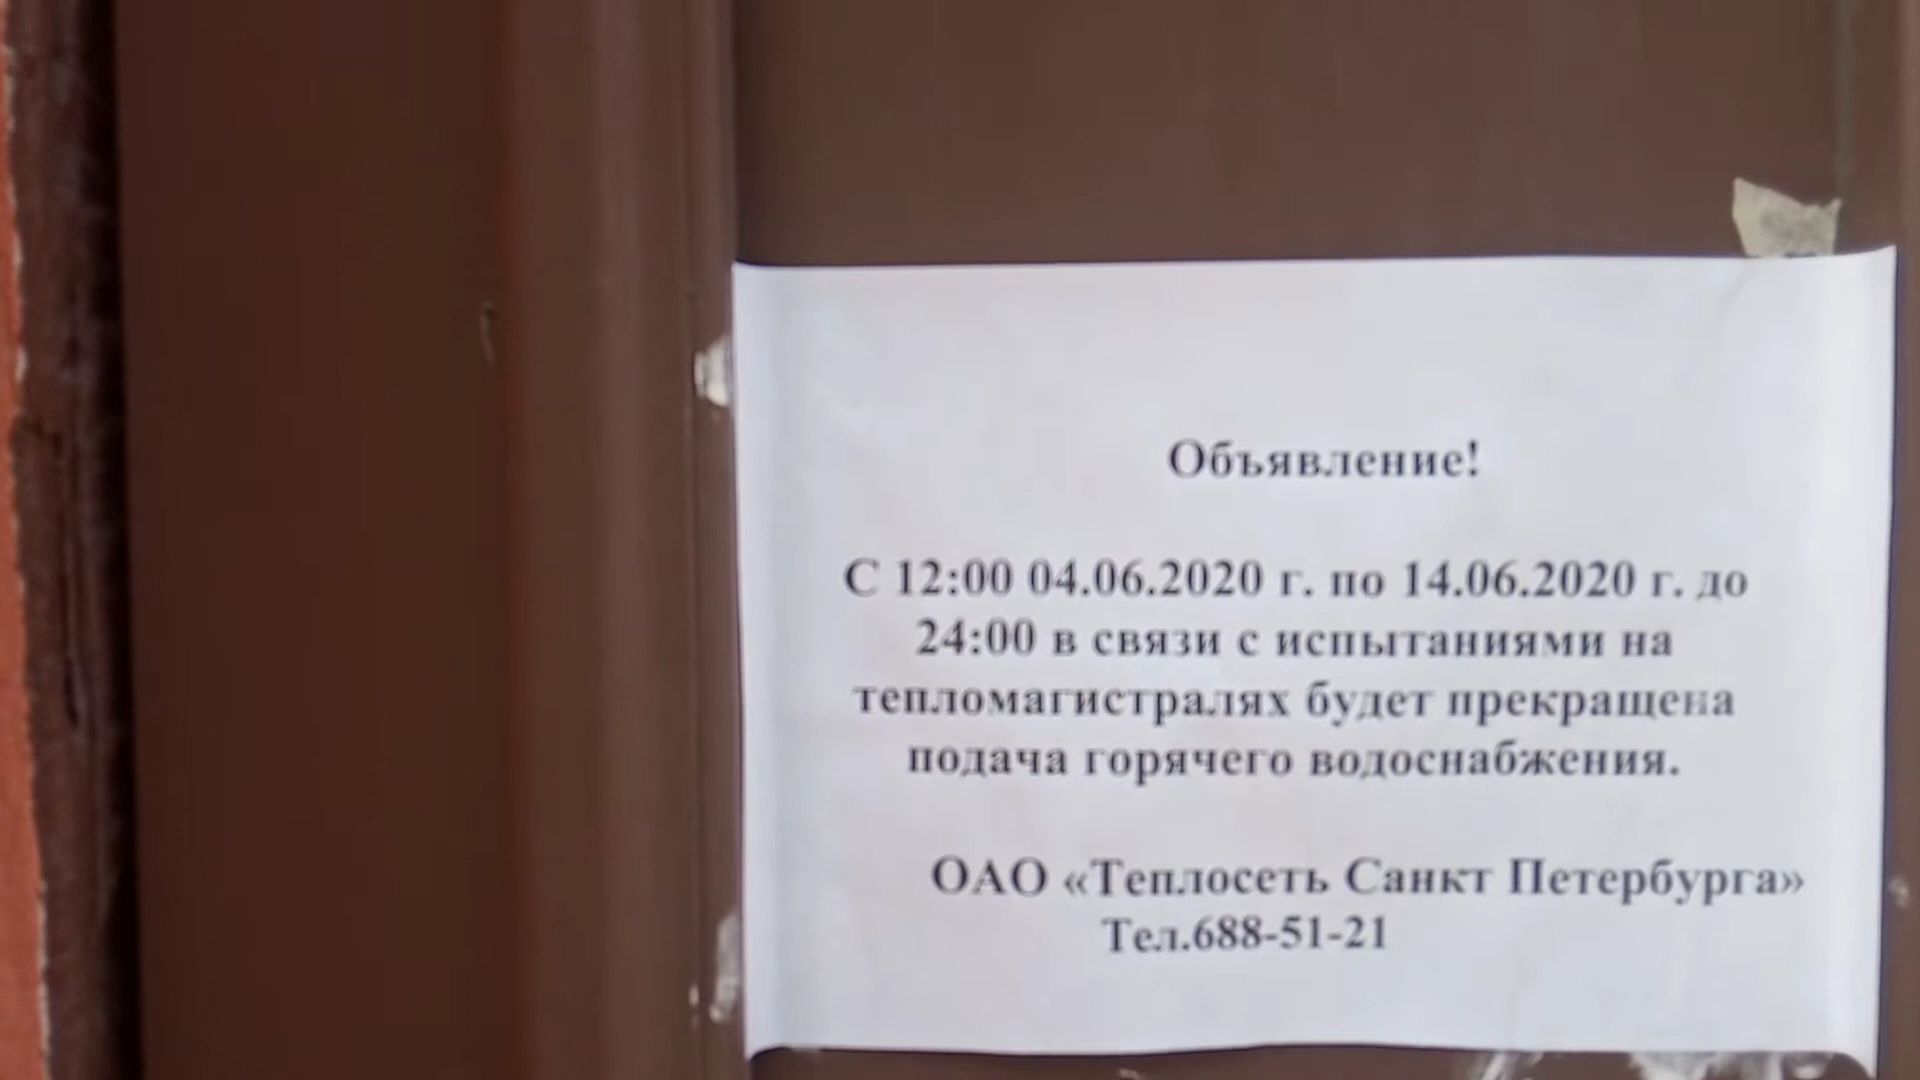 Объявление!
С 12:00 04.06.2020 г. по 14.06.2020 г. до
24:00 в связи с испытаниями на
тепломагистралях будет прекращена
подача горячего водоснабжения.
ОАО «Теплосеть Санкт Петербурга»
Тел.688-51-21